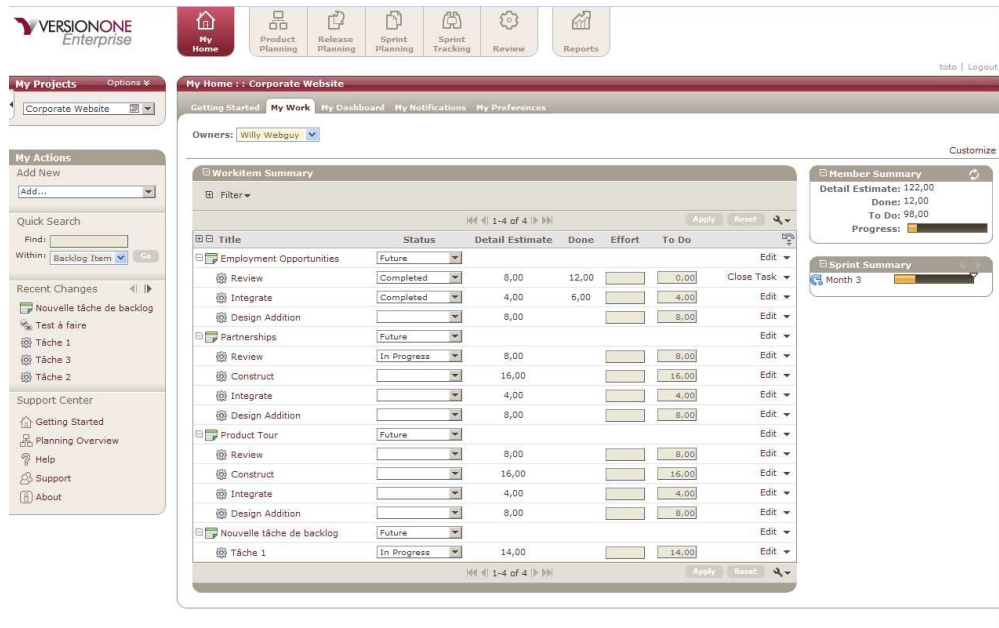 VERSIONONE
Enterprise
My Home
Product Planning
Release Planning
Sprint Planning
Sprint Tracking
Review
Reports
toto | Logout
My Projects Options
Corporate Website
My Actions
Add New
Add...
Quick Search
Find:
Within: Backlog Item Go
Recent Changes
Nouvelle tâche de backlog
Test à faire
Tâche 1
Tâche 3
Tâche 2
Support Center
Getting Started
Planning Overview
Help
Support
About
My Home : : Corporate Website
Getting Started My Work My Dashboard My Notifications My Preferences
Owners: Willy Webguy
Customize
Workitem Summary
Filter
1-4 of 4 Apply Reset
Title Status Detail Estimate Done Effort To Do
Employment Opportunities Future Edit
Review Completed 8,00 12,00 0,00 Close Task
Integrate Completed 4,00 6,00 4,00 Edit
Design Addition 8,00 8,00 Edit
Partnerships Future Edit
Review In Progress 8,00 8,00 Edit
Construct 16,00 16,00 Edit
Integrate 4,00 4,00 Edit
Design Addition 8,00 8,00 Edit
Product Tour Future Edit
Review 8,00 8,00 Edit
Construct 16,00 16,00 Edit
Integrate 4,00 4,00 Edit
Design Addition 8,00 8,00 Edit
Nouvelle tâche de backlog Future Edit
Tâche 1 In Progress 14,00 14,00 Edit
1-4 of 4 Apply Reset
Member Summary
Detail Estimate: 122,00
Done: 12,00
To Do: 98,00
Progress:
Sprint Summary
Month 3